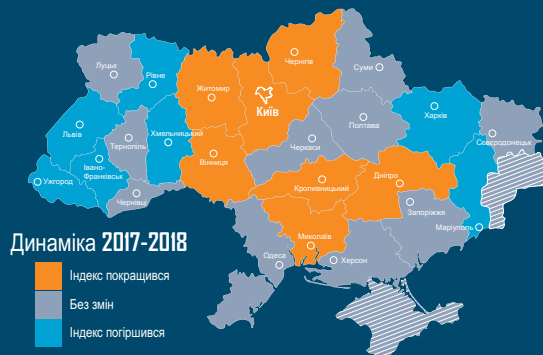 Чернігів
Луцьк
Рівне
Суми
Житомир
Київ
Харків
Львів
Полтава
Хмельницький
Тернопіль
Сєвєродонецьк
Черкаси
Вінниця
Івано-
Франківськ
Ужгород
Дніпро
Кропивницький
Чернівці
Запоріжжя
Маріуполь
Миколаїв
Одеса
Херсон
Динаміка 2017-2018
Індекс покращився
Без змін
Індекс погіршився